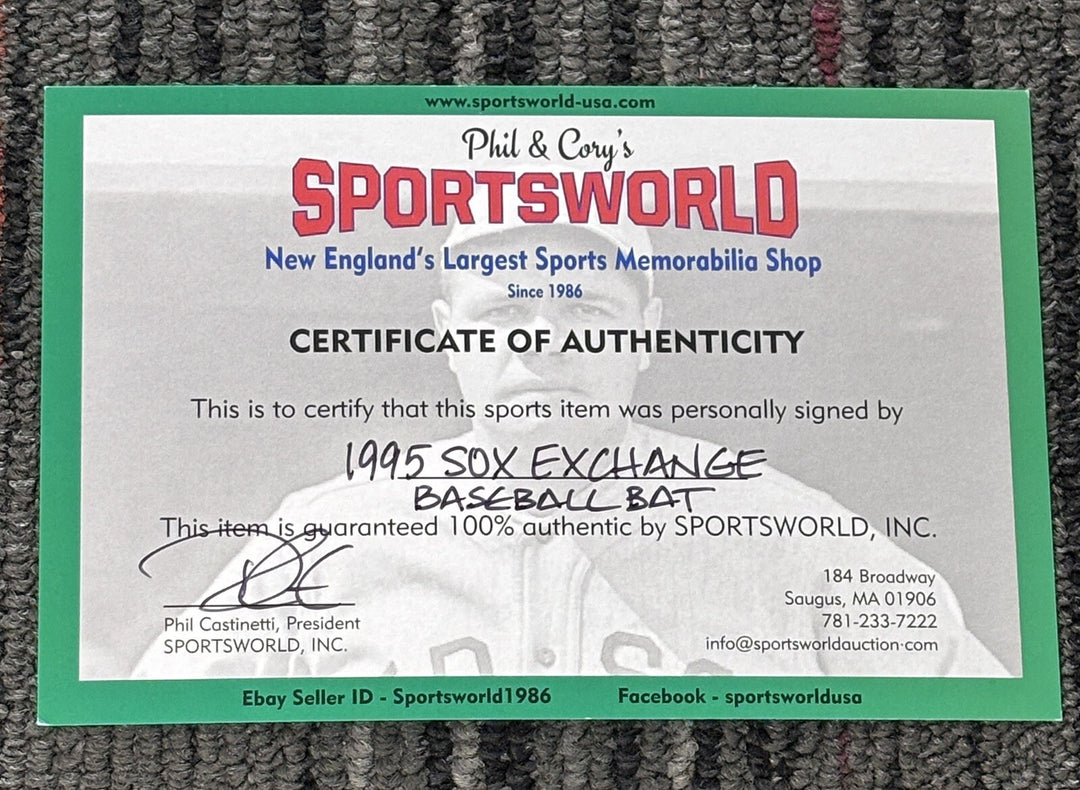 www.sportsworld-usa.com
Phil & Cory's
SPORTSWORLD
New England's Largest Sports Memorabilia Shop
Since 1986
CERTIFICATE OF AUTHENTICITY
This is to certify that this sports item was personally signed by
1995 SOX EXCHANGE
BASEBALL BAT
This item is guaranteed 100% authentic by SPORTSWORLD, INC.
Phil Castinetti, President
SPORTSWORLD, INC.
184 Broadway
Saugus, MA 01906
781-233-7222
info@sportsworldauction.com
Ebay Seller ID - Sportsworld1986 Facebook - sportsworldusa